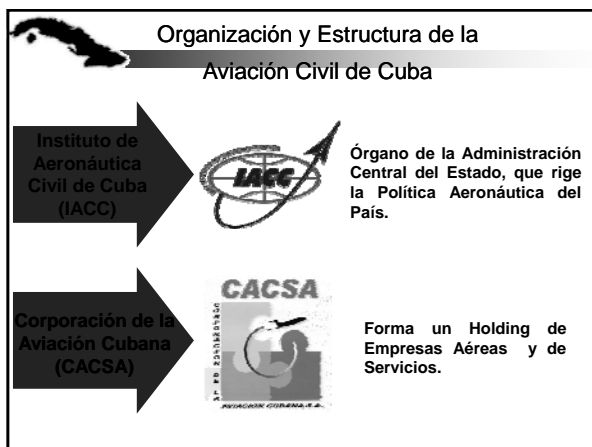 Organización y Estructura de la
Aviación Civil de Cuba
Instituto de
Aeronáutica
Civil de Cuba
(IACC)
IACC
Órgano de la Administración
Central del Estado, que rige
la Política Aeronáutica del
País.
Corporación de la
Aviación Cubana
(CACSA)
CACSA
AVIACION CUBANA S.A.
Forma un Holding de
Empresas Aéreas y de
Servicios.